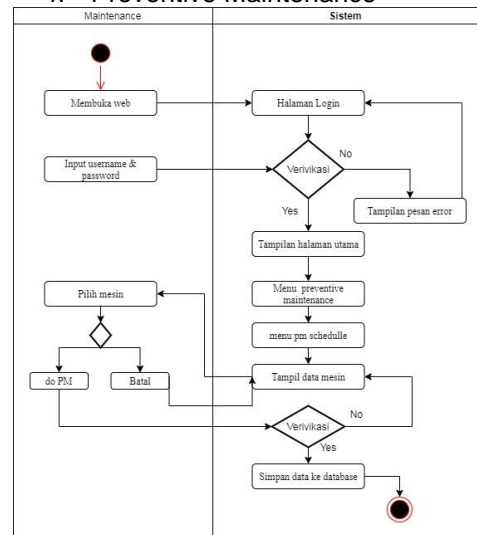 Preventive Maintenance
Maintenance
Sistem
Membuka web
Halaman Login
Input username &
password
Verivikasi
No
Yes
Tampilan pesan error
Tampilan halaman utama
Menu preventive
maintenance
Pilih mesin
menu pm schedulle
do PM
Batal
Tampil data mesin
Verivikasi
No
Yes
Simpan data ke database